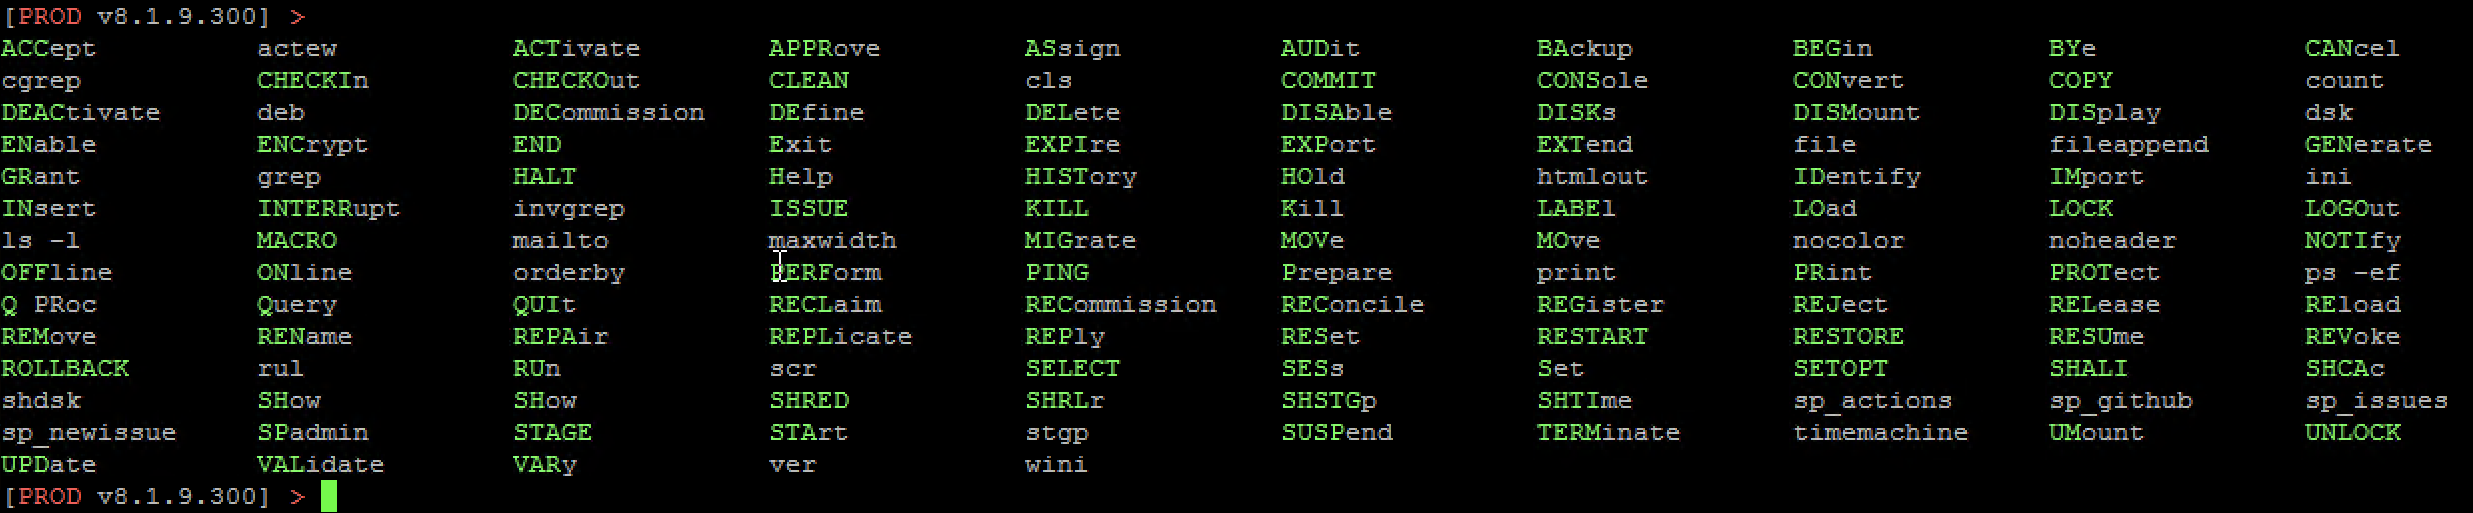 [PROD v8.1.9.300] >
ACCept actew ACTivate APPRove ASsign AUDit BAckup BEGin BYe CANcel
cgrep CHECKIn CHECKOut CLEAN cls COMMIT CONSole CONvert COPY count
DEACtivate deb DECommission DEfine DELete DISAble DISKs DISMount DISplay dsk
ENable ENCrypt END Exit EXPIre EXPort EXTend file fileappend GENerate
GRant grep HALT Help HISTory HOld htmlout IDentify IMport ini
INsert INTERRupt invgrep ISSUE KILL Kill LABEl LOad LOCK LOGOut
ls -l MACRO mailto maxwidth MIGrate MOVe MOve nocolor noheader NOTIfy
OFFline ONline orderby PERForm PING Prepare print PRint PROTect ps -ef
Q PRoc Query QUIt RECLaim RECommission REConcile REGister REJect RELease REload
REMove REName REPAir REPLicate REPly RESet RESTART RESTORE RESUme REVoke
ROLLBACK rul RUn scr SELECT SESs Set SETOPT SHALI SHCAc
shdsk SHow SHow SHRED SHRLr SHSTGp SHTIme sp_actions sp_github sp_issues
sp_newissue SPadmin STAGE STArt stgp SUSPend TERMinate timemachine UMount UNLOCK
UPDate VALidate VARy ver wini
[PROD v8.1.9.300] >